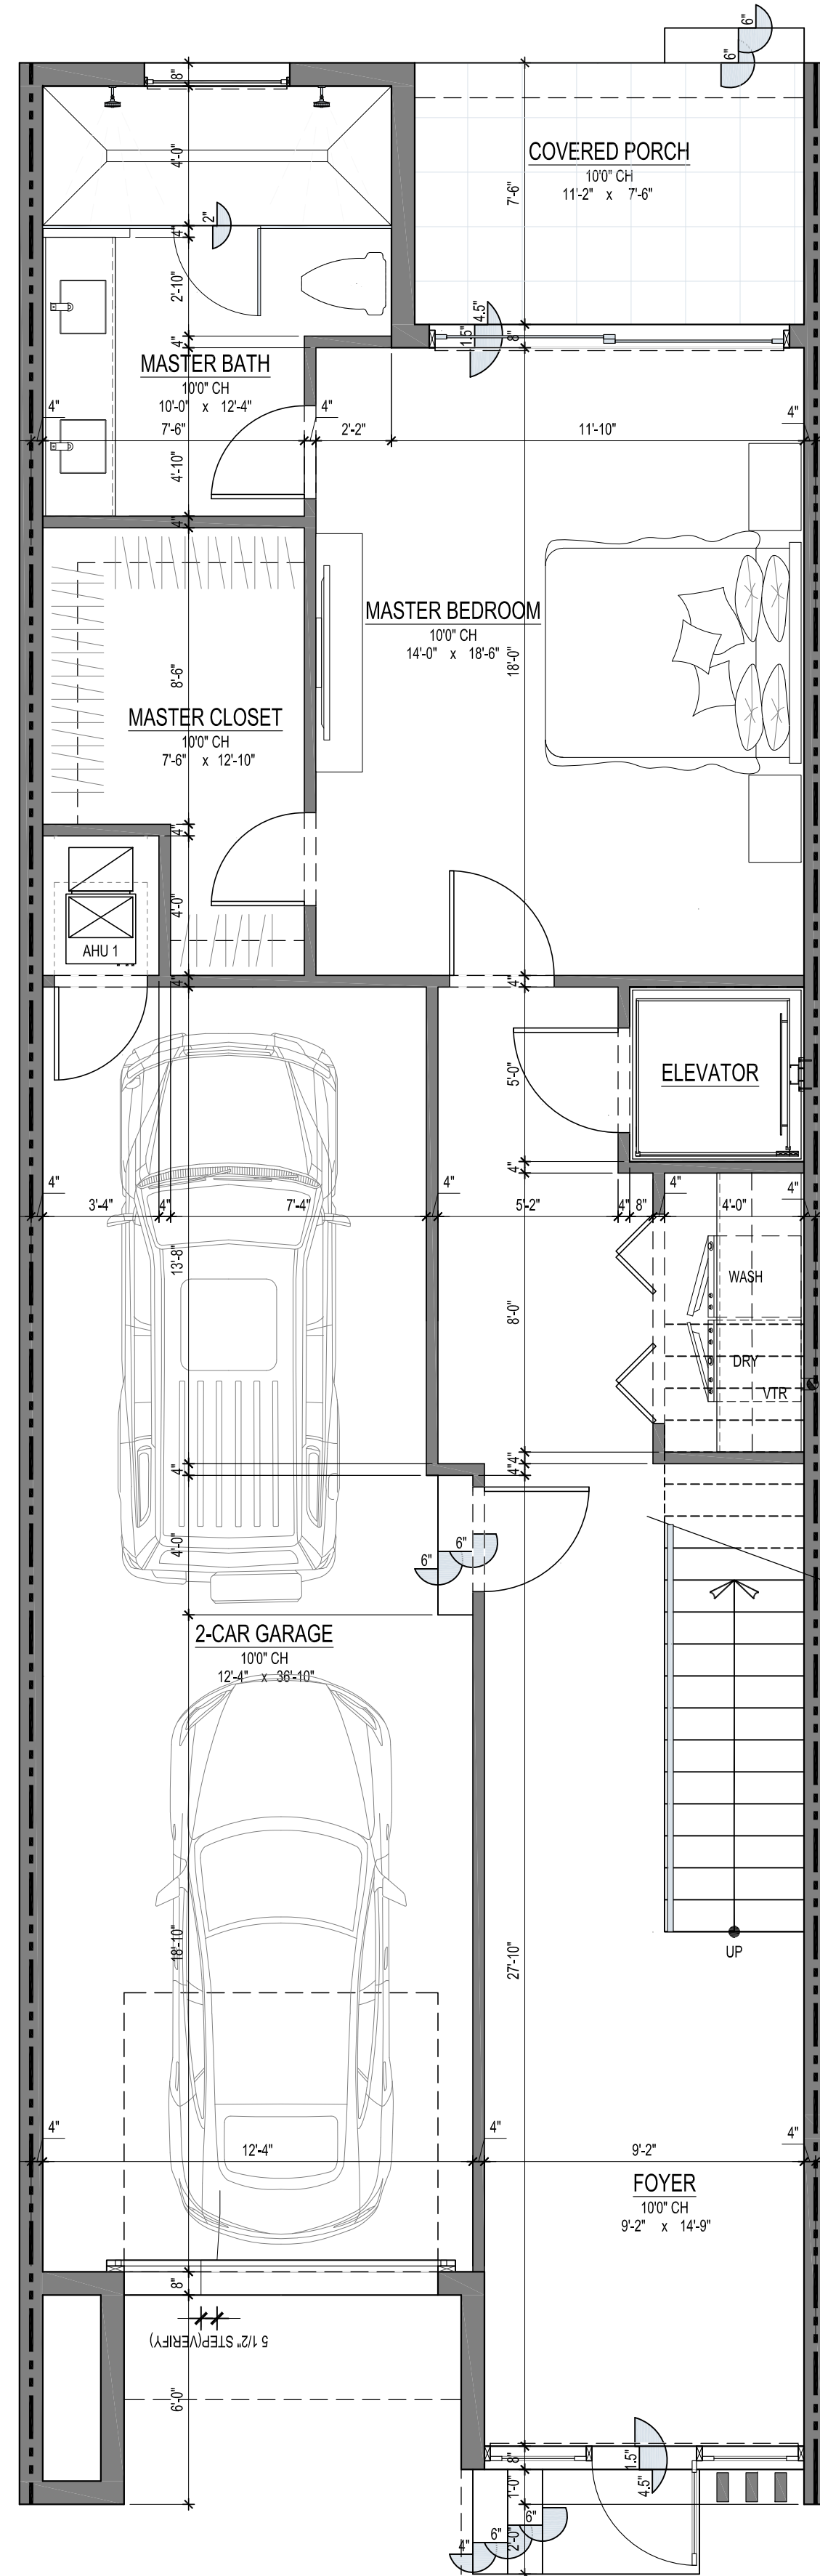 6"
6"
8"
COVERED PORCH
10'0" CH
11'-2" x 7'-6"
4'-0"
7'-6"
2"
4"
2'-10"
4"
4.5"
1.5"
8"
MASTER BATH
10'0" CH
10'-0" x 12'-4"
4"
4"
4"
7'-6"
2'-2"
11'-10"
4'-10"
4"
MASTER BEDROOM
10'0" CH
14'-0" x 18'-6"
18'-0"
8'-6"
MASTER CLOSET
10'0" CH
7'-6" x 12'-10"
4"
4'-0"
AHU 1
4"
4"
ELEVATOR
5'-0"
4"
4"
4"
4"
4"
3'-4"
4"
7'-4"
5'-2"
4"
8"
4'-0"
13'-8"
WASH
8'-0"
DRY
VTR
4"
4"
4"
4'-0"
6"
6"
2-CAR GARAGE
10'0" CH
12'-4" x 36'-10"
18'-10"
27'-10"
UP
4"
4"
4"
12'-4"
9'-2"
FOYER
10'0" CH
9'-2" x 14'-9"
8"
5 1/2" STEP(VERIFY)
6'-0"
8"
1.5"
4.5"
1'-0"
6"
6"
4"
2'-0"